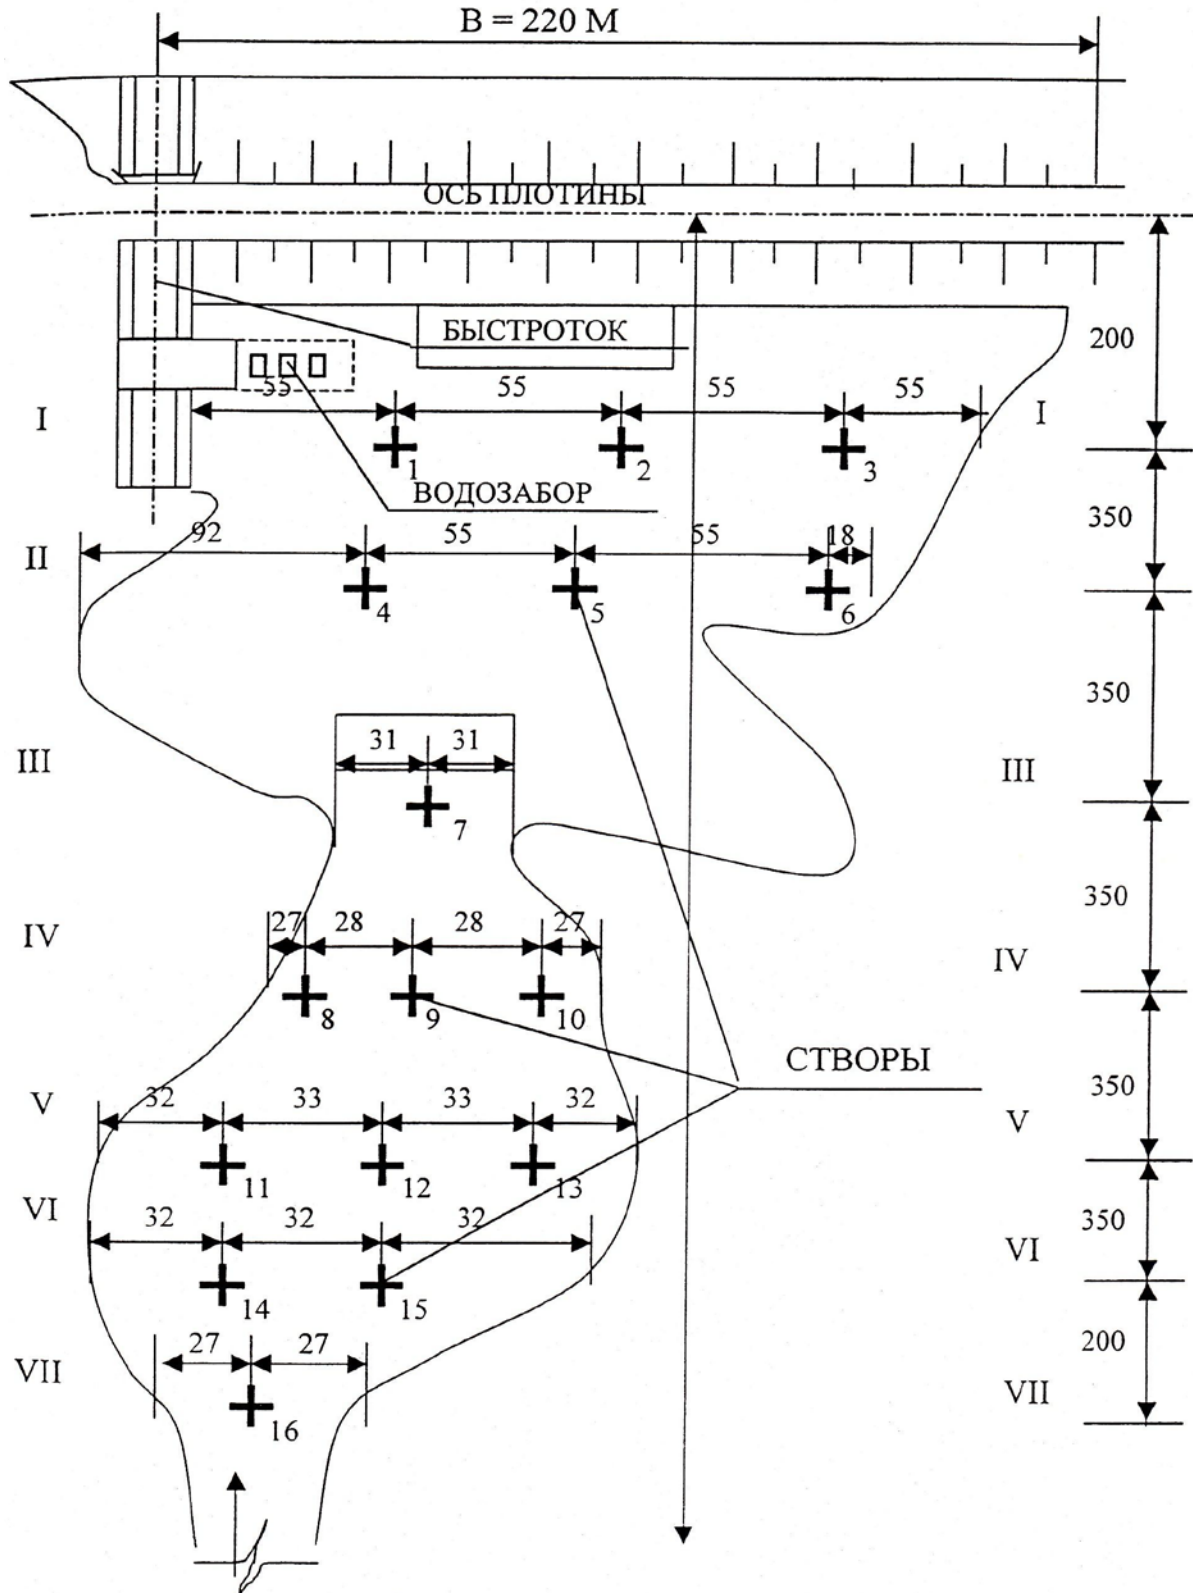 B = 220 М
ОСЬ ПЛОТИНЫ
БЫСТРОТОК
200
55 55 55 55
I I
1 2 3
ВОДОЗАБОР
350
92 55 55 18
II
4 5 6
350
31 31
III III
7
350
27 28 28 27
IV IV
8 9 10
СТВОРЫ
350
32 33 33 32
V V
11 12 13
VI
32 32 32
350
VI
14 15
27 27
200
VII VII
16